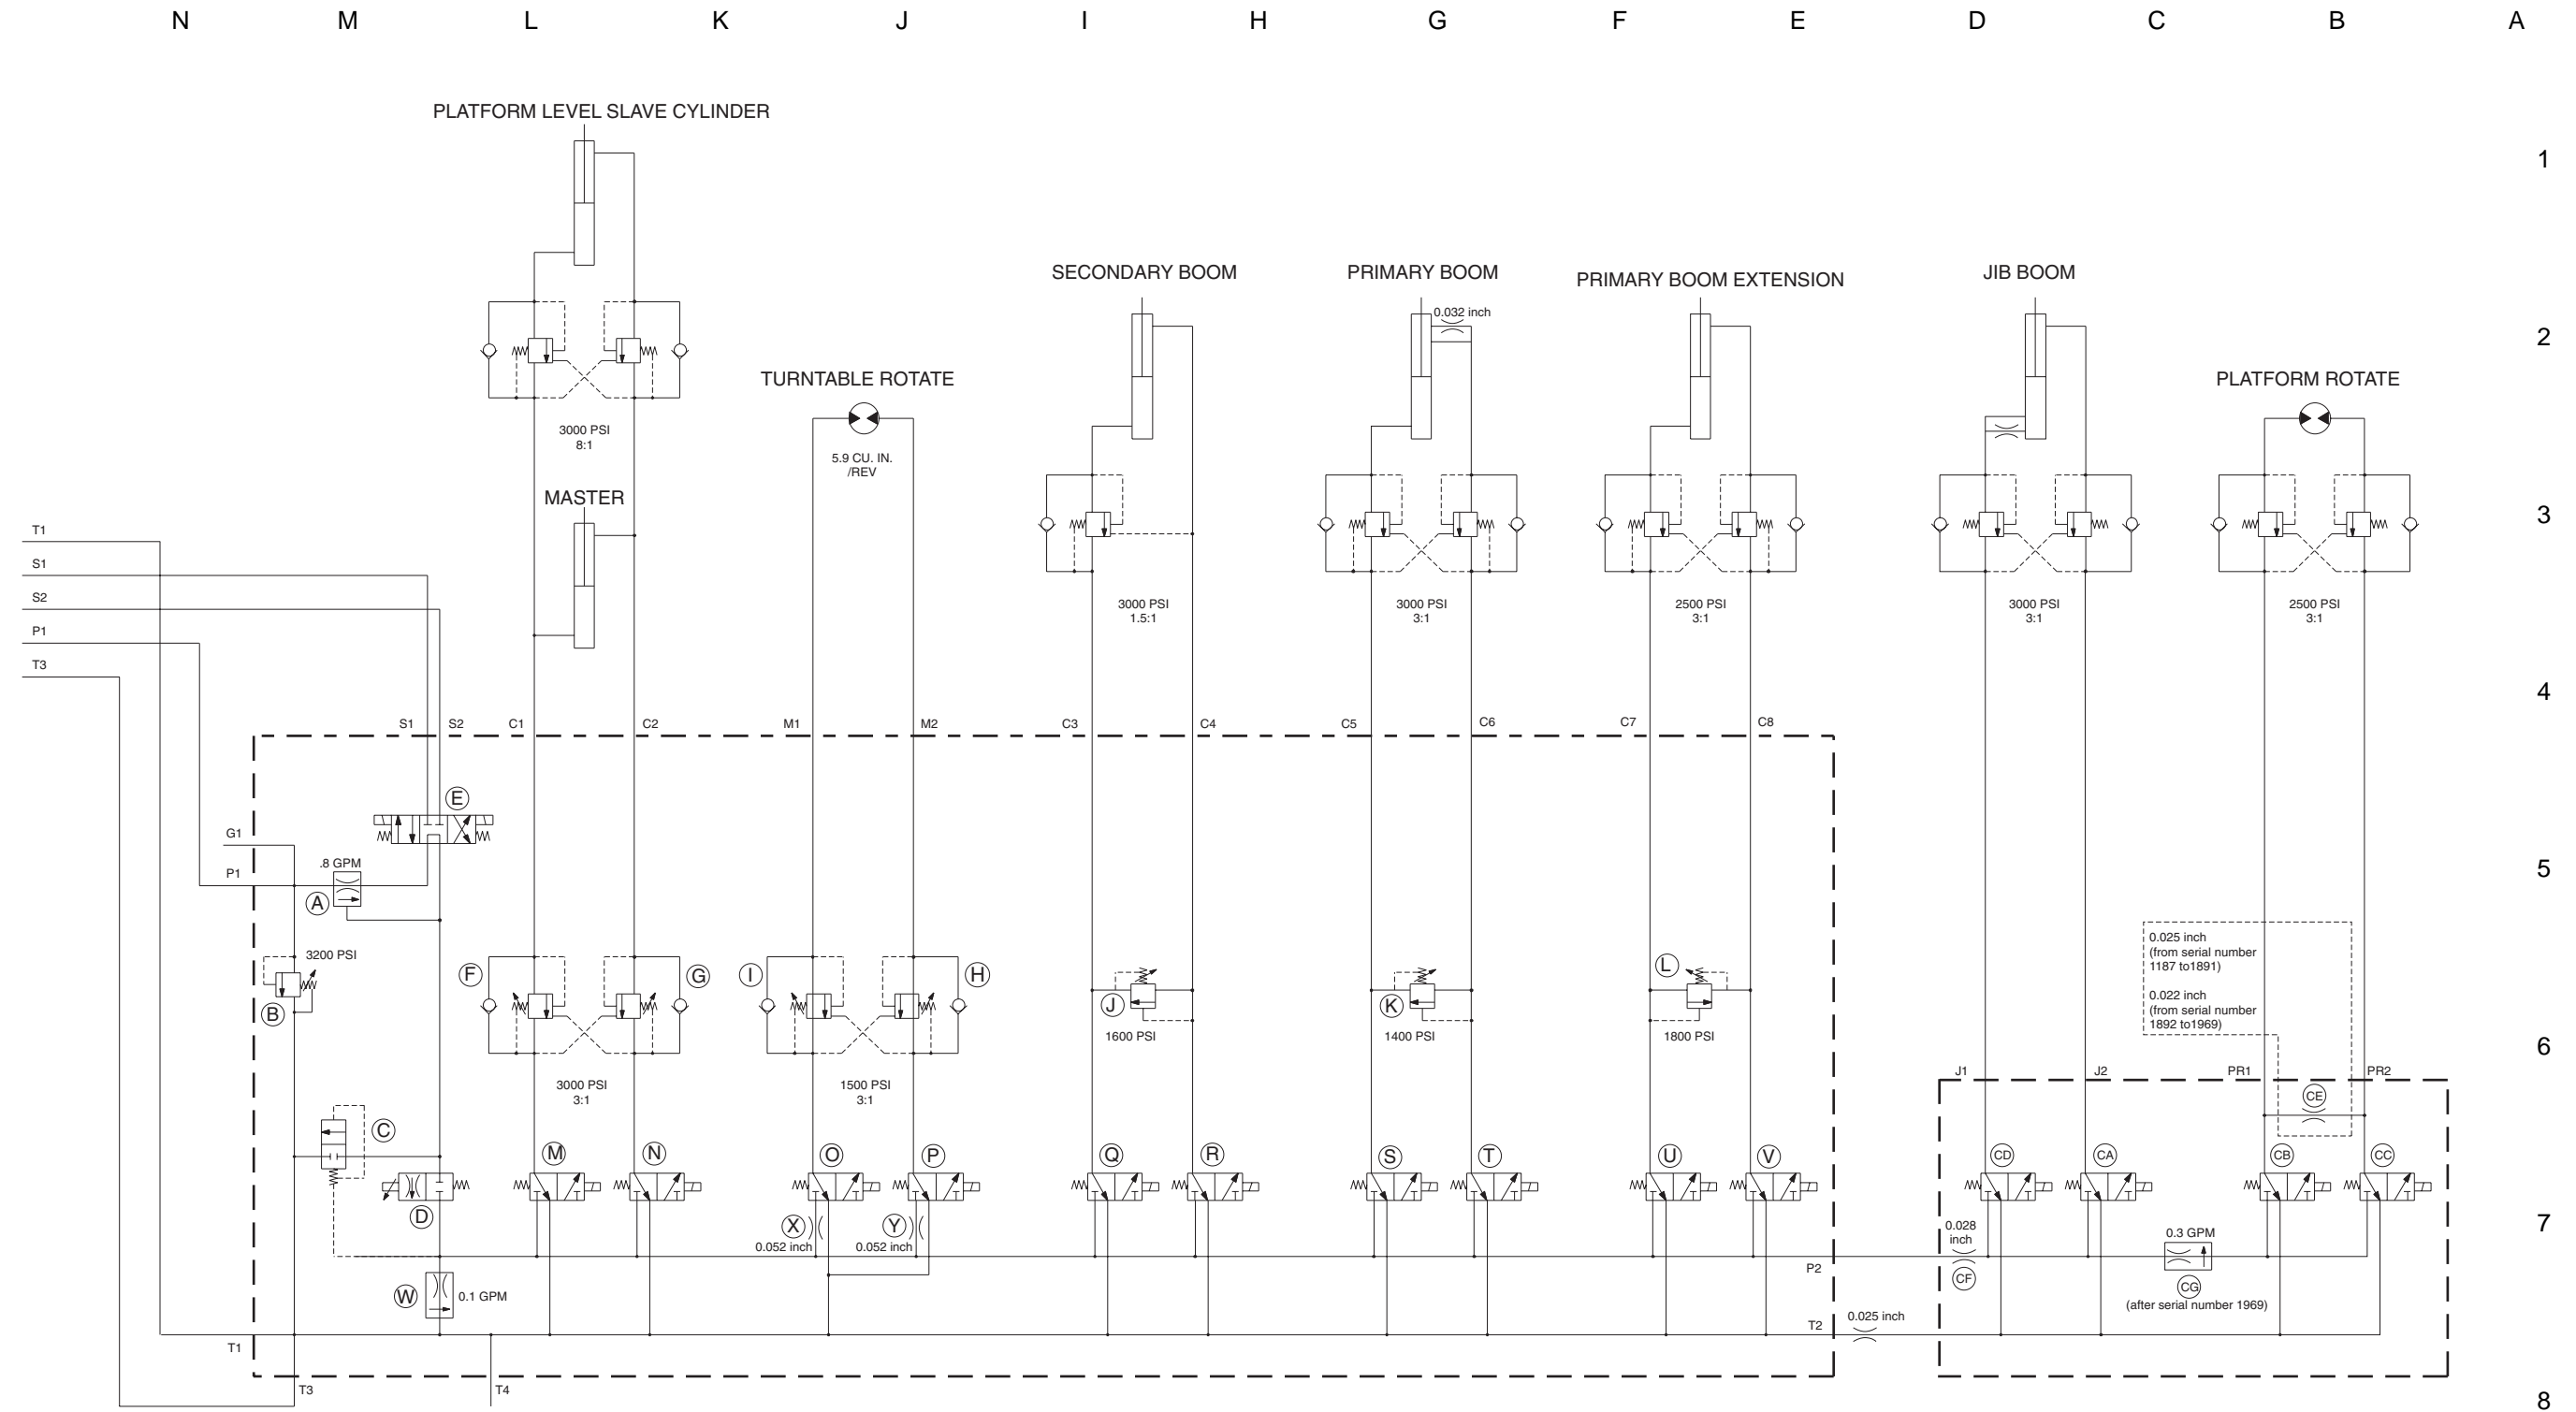 N M L K J I H G F E D C B A
PLATFORM LEVEL SLAVE CYLINDER
1
SECONDARY BOOM
PRIMARY BOOM
PRIMARY BOOM EXTENSION
JIB BOOM
0.032 inch
2
TURNTABLE ROTATE
PLATFORM ROTATE
3000 PSI
8:1
5.9 CU. IN.
/REV
MASTER
3
T1
S1
S2
P1
T3
3000 PSI
1.5:1
3000 PSI
3:1
2500 PSI
3:1
3000 PSI
3:1
2500 PSI
3:1
4
S1 S2 C1 C2 M1 M2 C3 C4 C5 C6 C7 C8
E
G1
.8 GPM
P1
A
5
3200 PSI
B
F G I H J K L
1600 PSI
1400 PSI
1800 PSI
0.025 inch
(from serial number
1187 to1891)
0.022 inch
(from serial number
1892 to1969)
6
3000 PSI
3:1
1500 PSI
3:1
J1 J2 PR1 PR2
CE
C
M N O P Q R S T U V CD CA CB CC
D
X
0.052 inch
Y
0.052 inch
7
0.028
inch
CF
0.3 GPM
CG
(after serial number 1969)
P2
W 0.1 GPM
T2
0.025 inch
T1
T3
T4
8